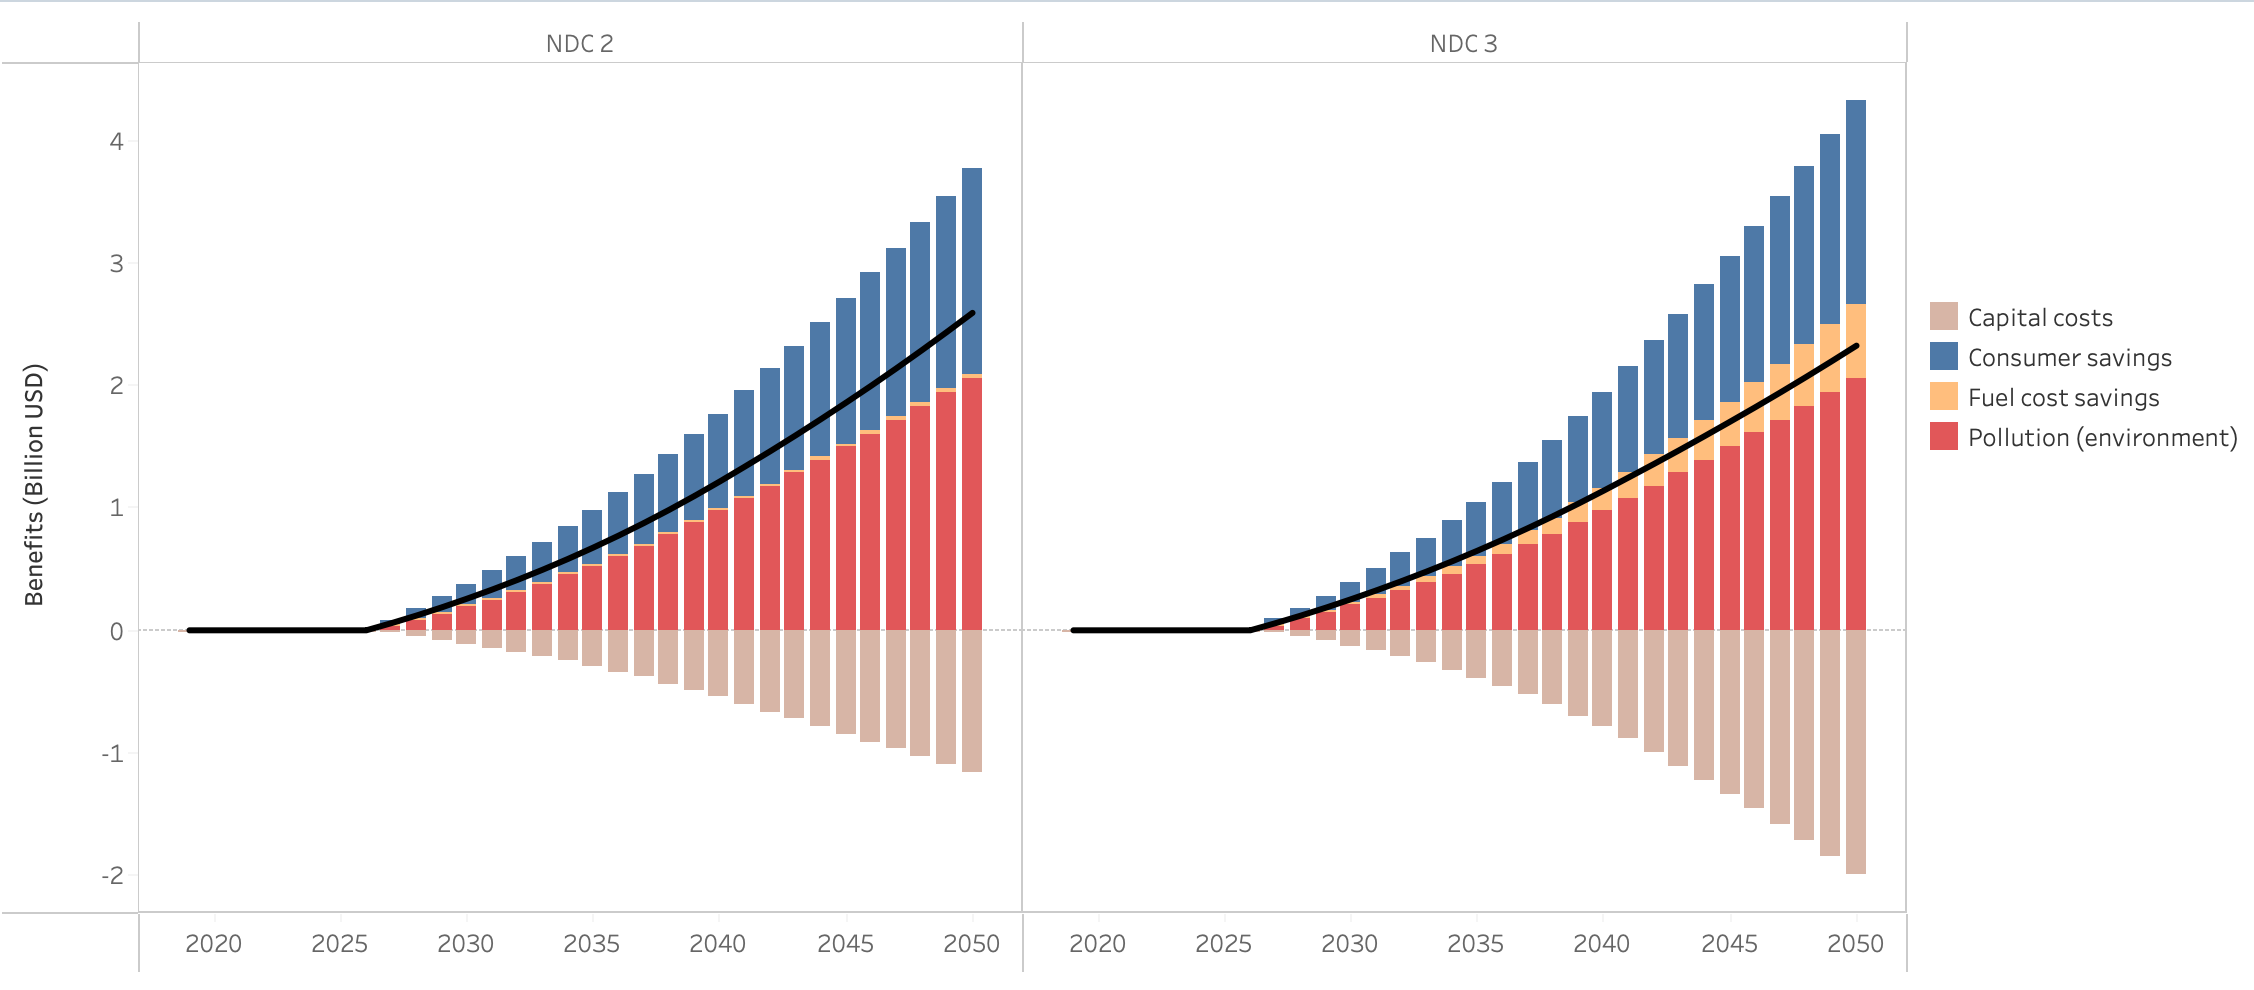 NDC 2
NDC 3
Benefits (Billion USD)
4
3
2
1
0
-1
-2
2020 2025 2030 2035 2040 2045 2050
2020 2025 2030 2035 2040 2045 2050
Capital costs
Consumer savings
Fuel cost savings
Pollution (environment)